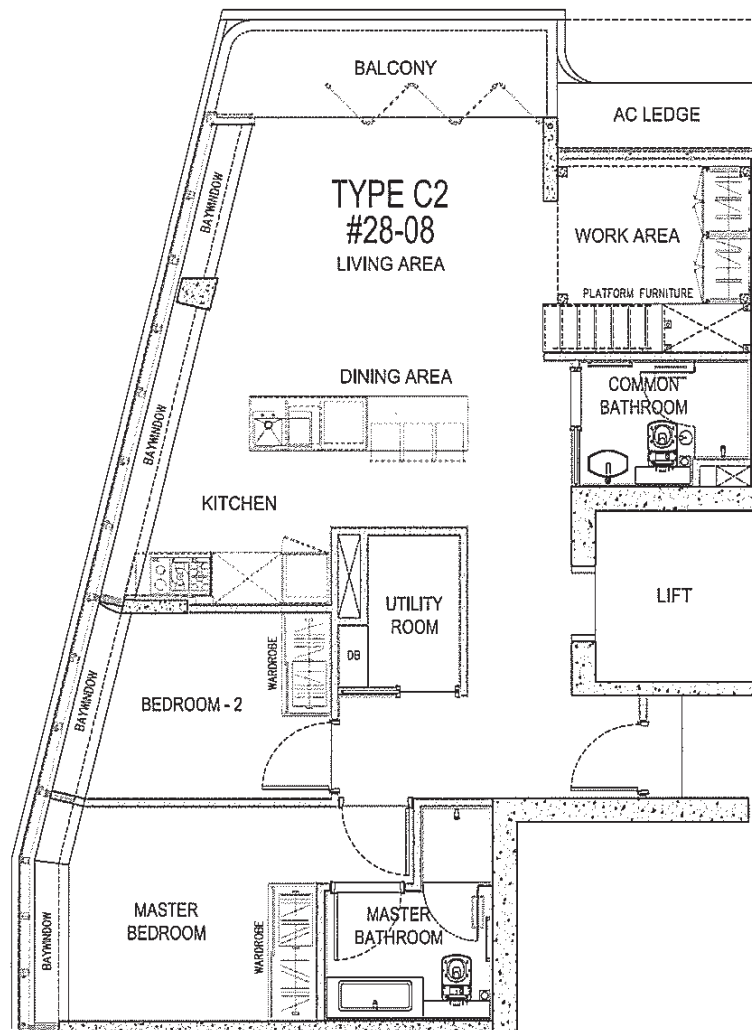 BALCONY
AC LEDGE
BAYWINDOW
TYPE C2
#28-08
LIVING AREA
WORK AREA
PLATFORM FURNITURE
DINING AREA
COMMON
BATHROOM
BAYWINDOW
KITCHEN
LIFT
UTILITY
ROOM
WARDROBE
DB
BAYWINDOW
BEDROOM - 2
MASTER
BEDROOM
WARDROBE
MASTER
BATHROOM
BAYWINDOW